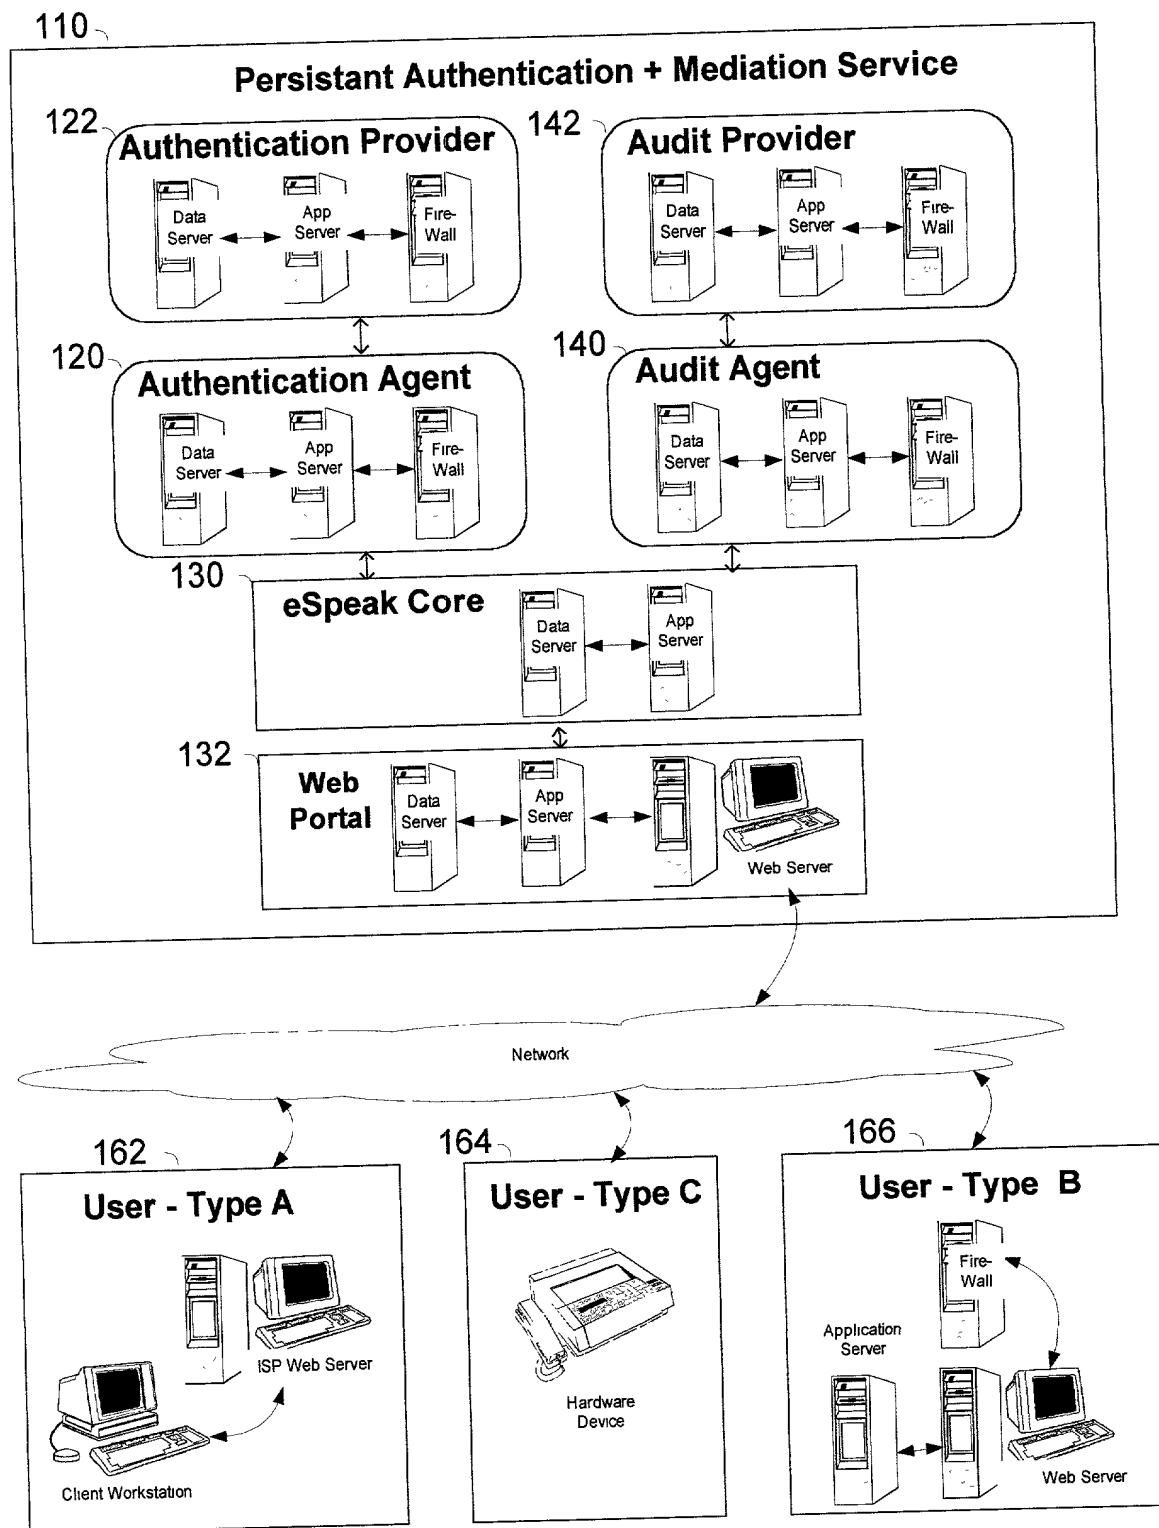 110
Persistant Authentication + Mediation Service
122
Authentication Provider
Data
Server
App
Server
Fire-
Wall
142
Audit Provider
Data
Server
App
Server
Fire-
Wall
120
Authentication Agent
Data
Server
App
Server
Fire-
Wall
140
Audit Agent
Data
Server
App
Server
Fire-
Wall
130
eSpeak Core
Data
Server
App
Server
132
Web
Portal
Data
Server
App
Server
Web Server
Network
162
User - Type A
ISP Web Server
Client Workstation
164
User - Type C
Hardware
Device
166
User - Type B
Fire-
Wall
Application
Server
Web Server